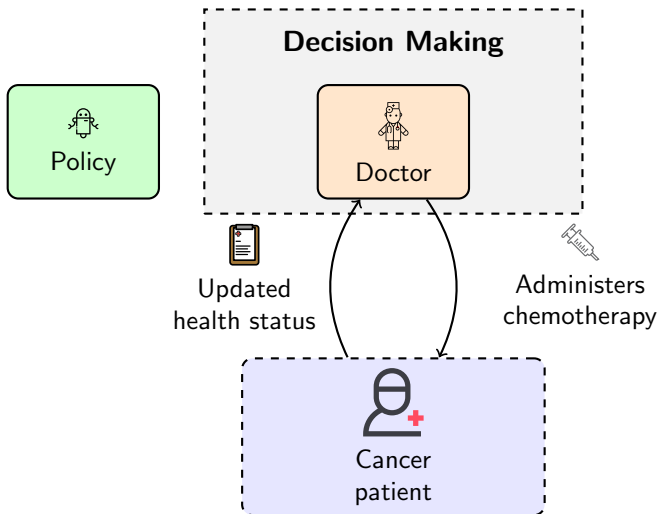 Decision Making
Policy
Doctor
Updated
health status
Administers
chemotherapy
Cancer
patient